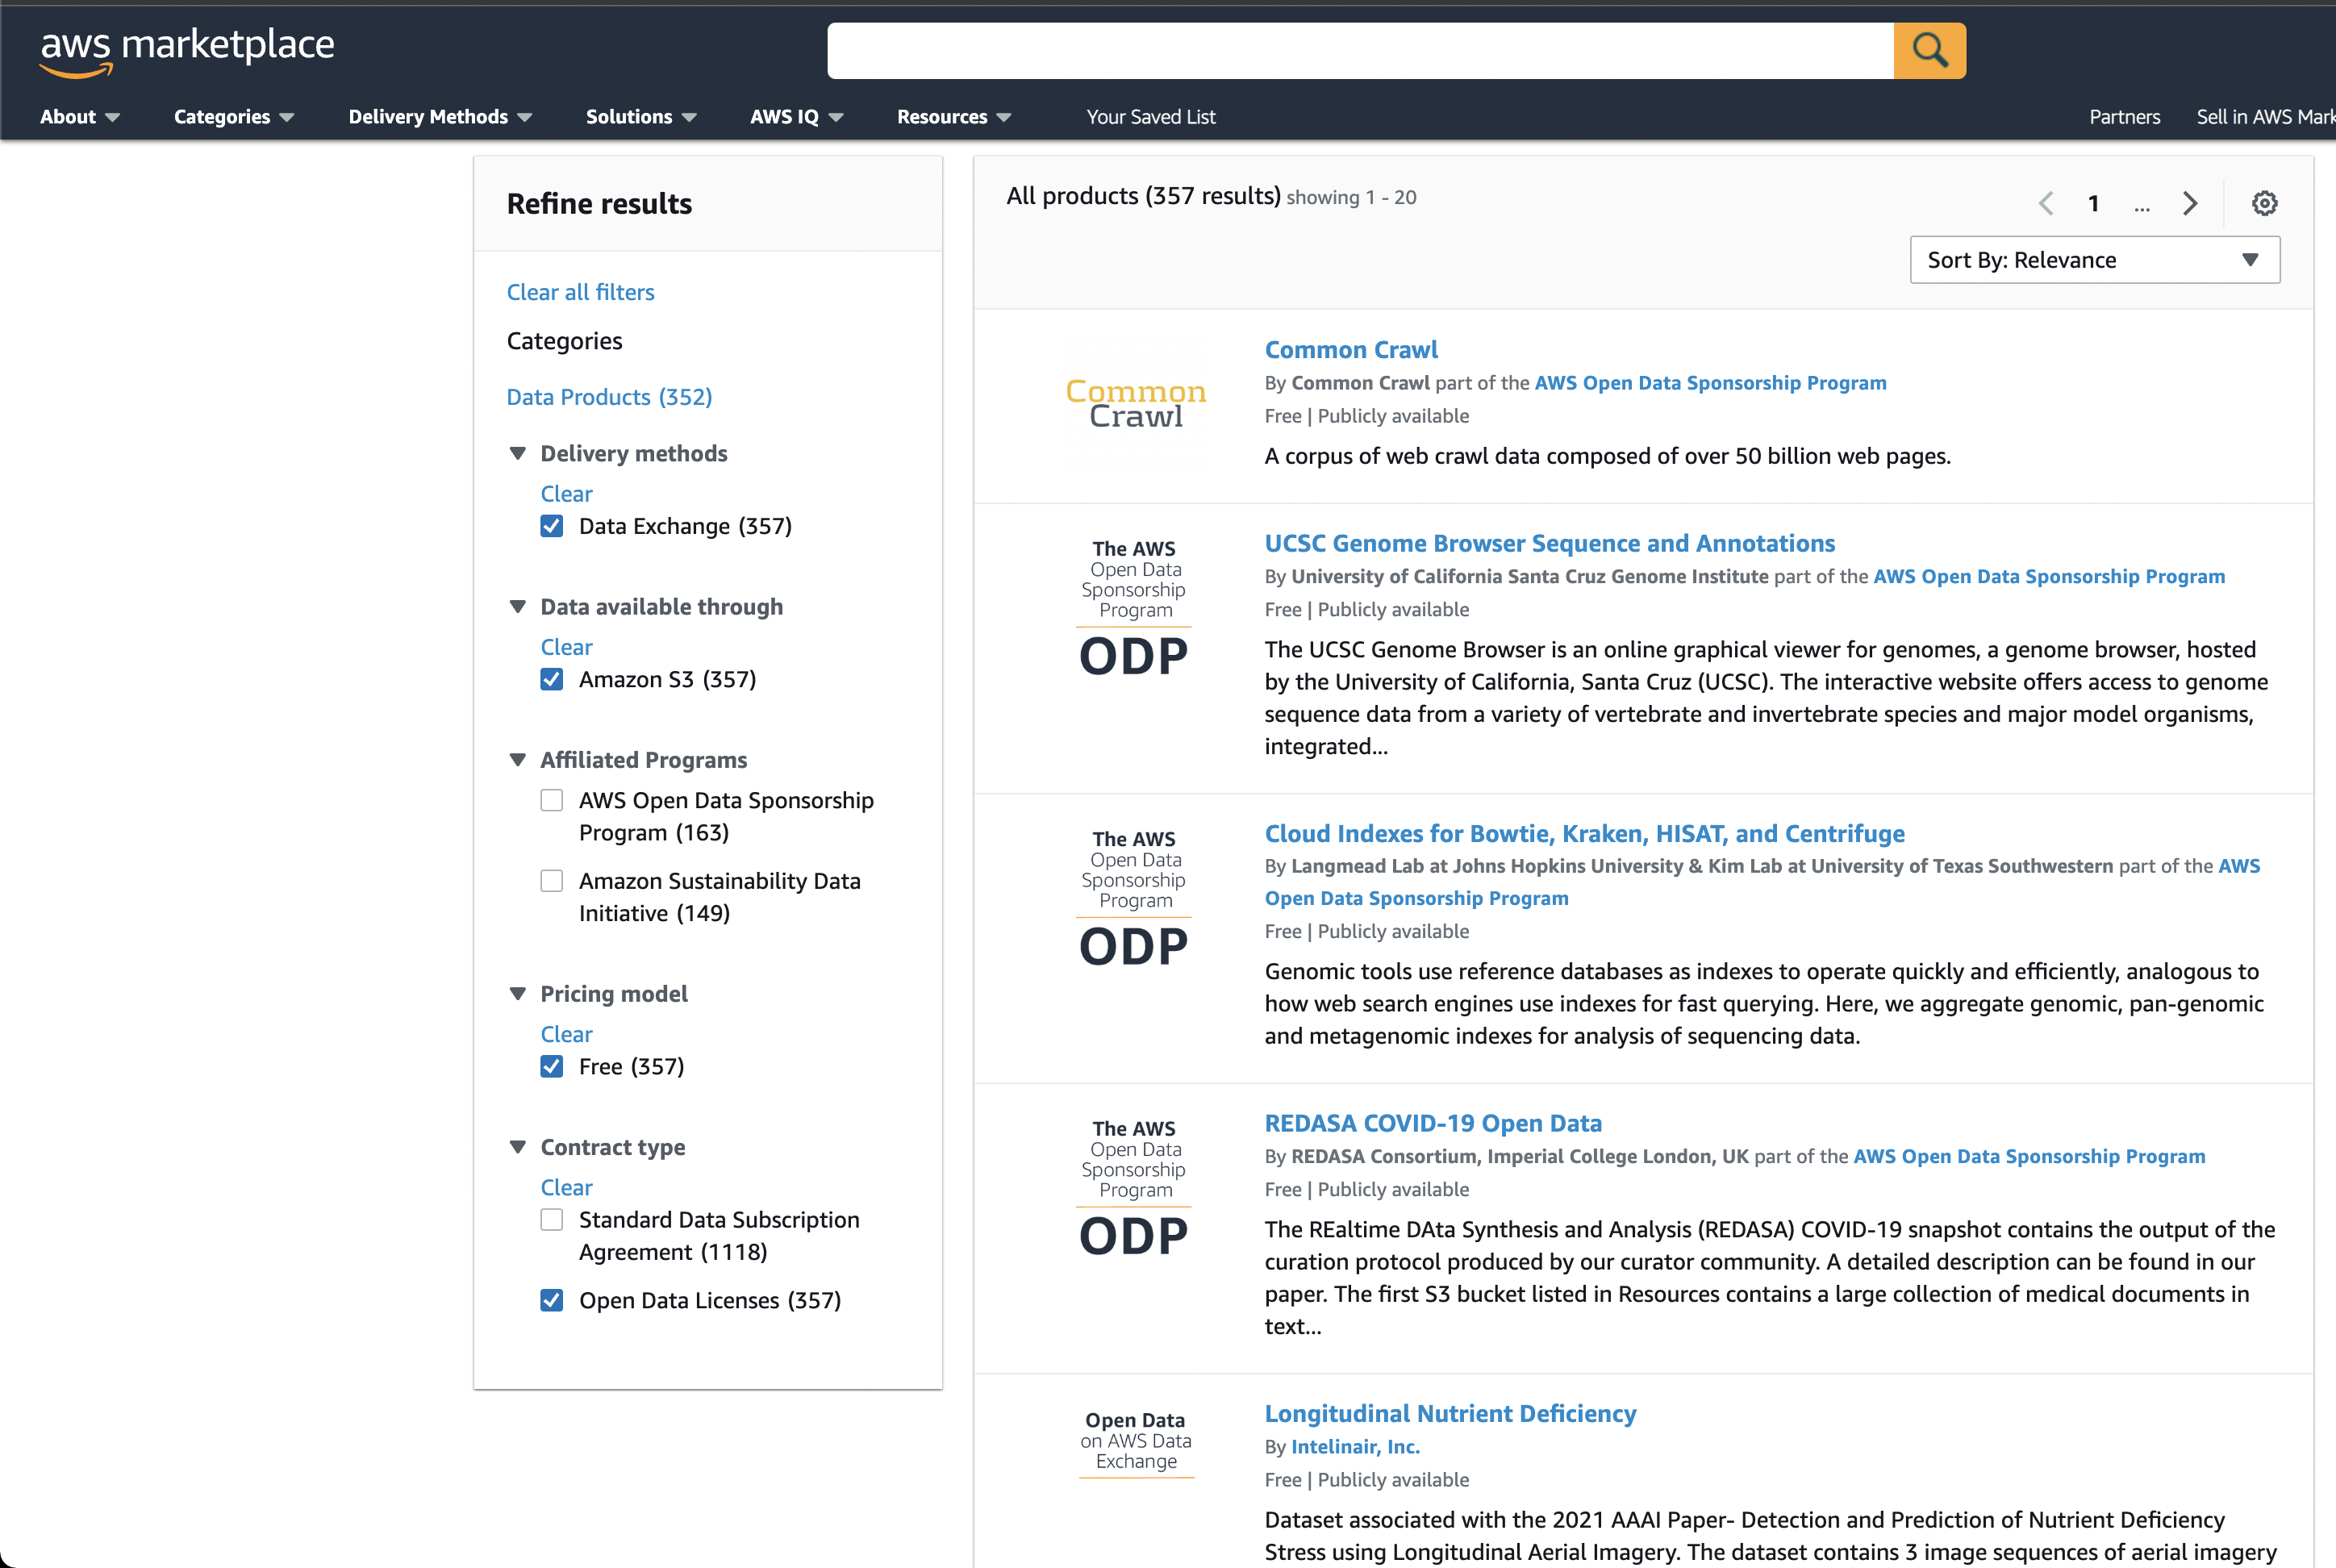 aws marketplace
About
Categories
Delivery Methods
Solutions
AWS IQ
Resources
Your Saved List
Partners
Sell in AWS Mark
Refine results
Clear all filters
Categories
Data Products (352)
Delivery methods
Clear
Data Exchange (357)
Data available through
Clear
Amazon S3 (357)
Affiliated Programs
AWS Open Data Sponsorship
Program (163)
Amazon Sustainability Data
Initiative (149)
Pricing model
Clear
Free (357)
Contract type
Clear
Standard Data Subscription
Agreement (1118)
Open Data Licenses (357)
All products (357 results) showing 1 - 20
1 ...
Sort By: Relevance
Common
Crawl
Common Crawl
By Common Crawl part of the AWS Open Data Sponsorship Program
Free | Publicly available
A corpus of web crawl data composed of over 50 billion web pages.
The AWS
Open Data
Sponsorship
Program
ODP
UCSC Genome Browser Sequence and Annotations
By University of California Santa Cruz Genome Institute part of the AWS Open Data Sponsorship Program
Free | Publicly available
The UCSC Genome Browser is an online graphical viewer for genomes, a genome browser, hosted
by the University of California, Santa Cruz (UCSC). The interactive website offers access to genome
sequence data from a variety of vertebrate and invertebrate species and major model organisms,
integrated...
The AWS
Open Data
Sponsorship
Program
ODP
Cloud Indexes for Bowtie, Kraken, HISAT, and Centrifuge
By Langmead Lab at Johns Hopkins University & Kim Lab at University of Texas Southwestern part of the AWS
Open Data Sponsorship Program
Free | Publicly available
Genomic tools use reference databases as indexes to operate quickly and efficiently, analogous to
how web search engines use indexes for fast querying. Here, we aggregate genomic, pan-genomic
and metagenomic indexes for analysis of sequencing data.
The AWS
Open Data
Sponsorship
Program
ODP
REDASA COVID-19 Open Data
By REDASA Consortium, Imperial College London, UK part of the AWS Open Data Sponsorship Program
Free | Publicly available
The REaltime DAta Synthesis and Analysis (REDASA) COVID-19 snapshot contains the output of the
curation protocol produced by our curator community. A detailed description can be found in our
paper. The first S3 bucket listed in Resources contains a large collection of medical documents in
text...
Open Data
on AWS Data
Exchange
Longitudinal Nutrient Deficiency
By Intelinair, Inc.
Free | Publicly available
Dataset associated with the 2021 AAAI Paper- Detection and Prediction of Nutrient Deficiency
Stress using Longitudinal Aerial Imagery. The dataset contains 3 image sequences of aerial imagery